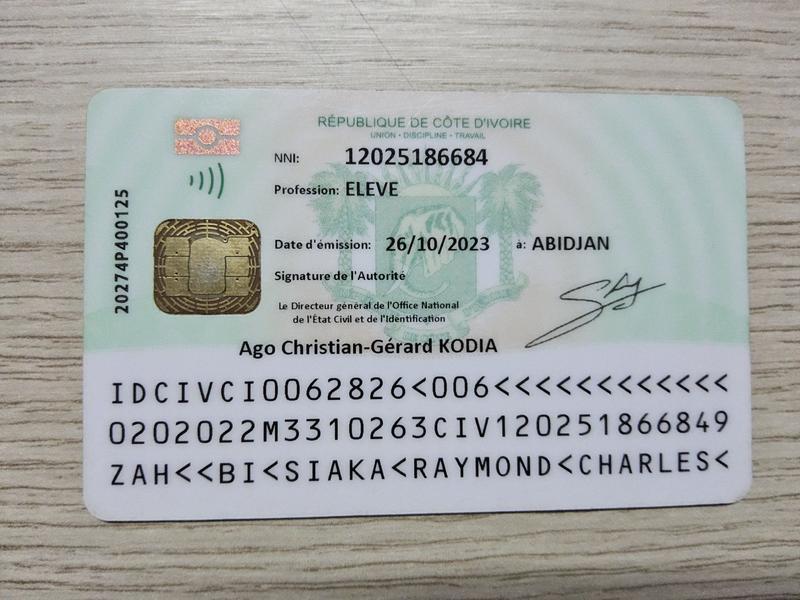 RÉPUBLIQUE DE CÔTE D'IVOIRE
UNION • DISCIPLINE • TRAVAIL
NNI: 12025186684
Profession: ELEVE
Date d'émission: 26/10/2023 à: ABIDJAN
Signature de l'Autorité
Le Directeur général de l'Office National
de l'État Civil et de l'Identification
Ago Christian-Gérard KODIA
20274P400125
IDCIVCI0062826<006<<<<<<<<<<<<
0202022M3310263CIV120251866849
ZAH<<BI<SIAKA<RAYMOND<CHARLES<